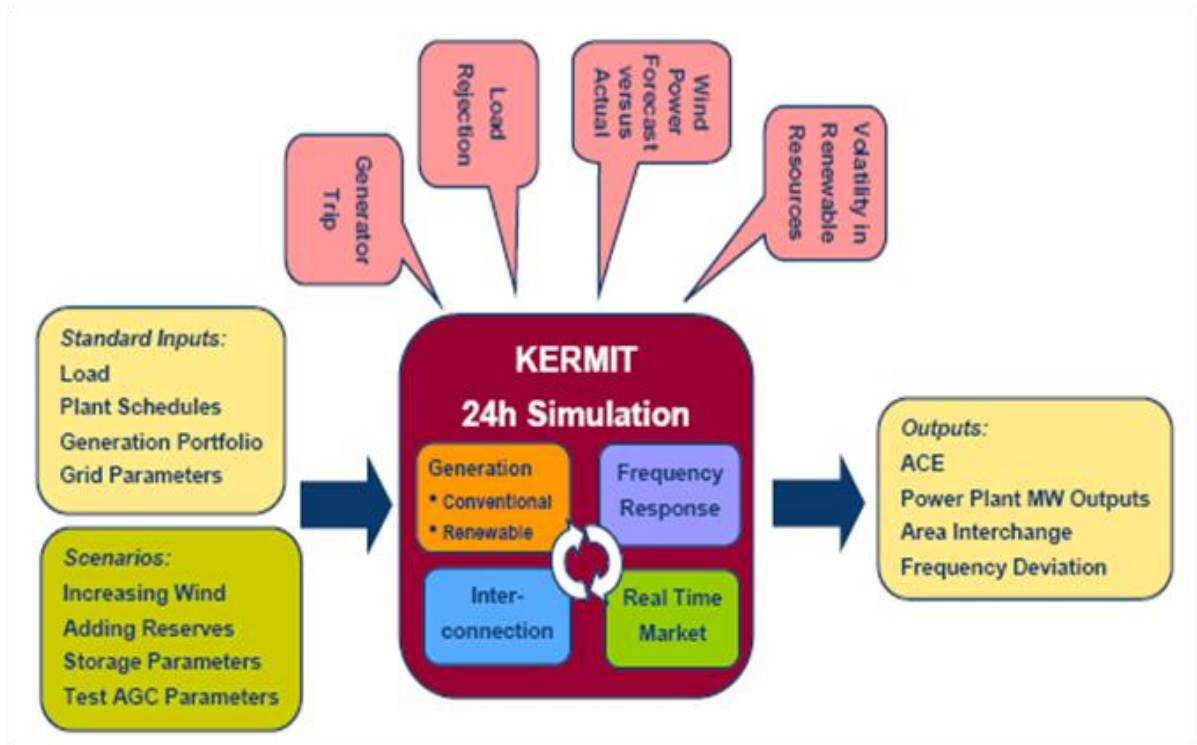 Generator
Trip
Load
Rejection
Wind
Power
Forecast
versus
Actual
Volatility in
Renewable
Resources
Standard Inputs:
Load
Plant Schedules
Generation Portfolio
Grid Parameters
Scenarios:
Increasing Wind
Adding Reserves
Storage Parameters
Test AGC Parameters
KERMIT
24h Simulation
Generation
• Conventional
• Renewable
Frequency
Response
Inter-
connection
Real Time
Market
Outputs:
ACE
Power Plant MW Outputs
Area Interchange
Frequency Deviation